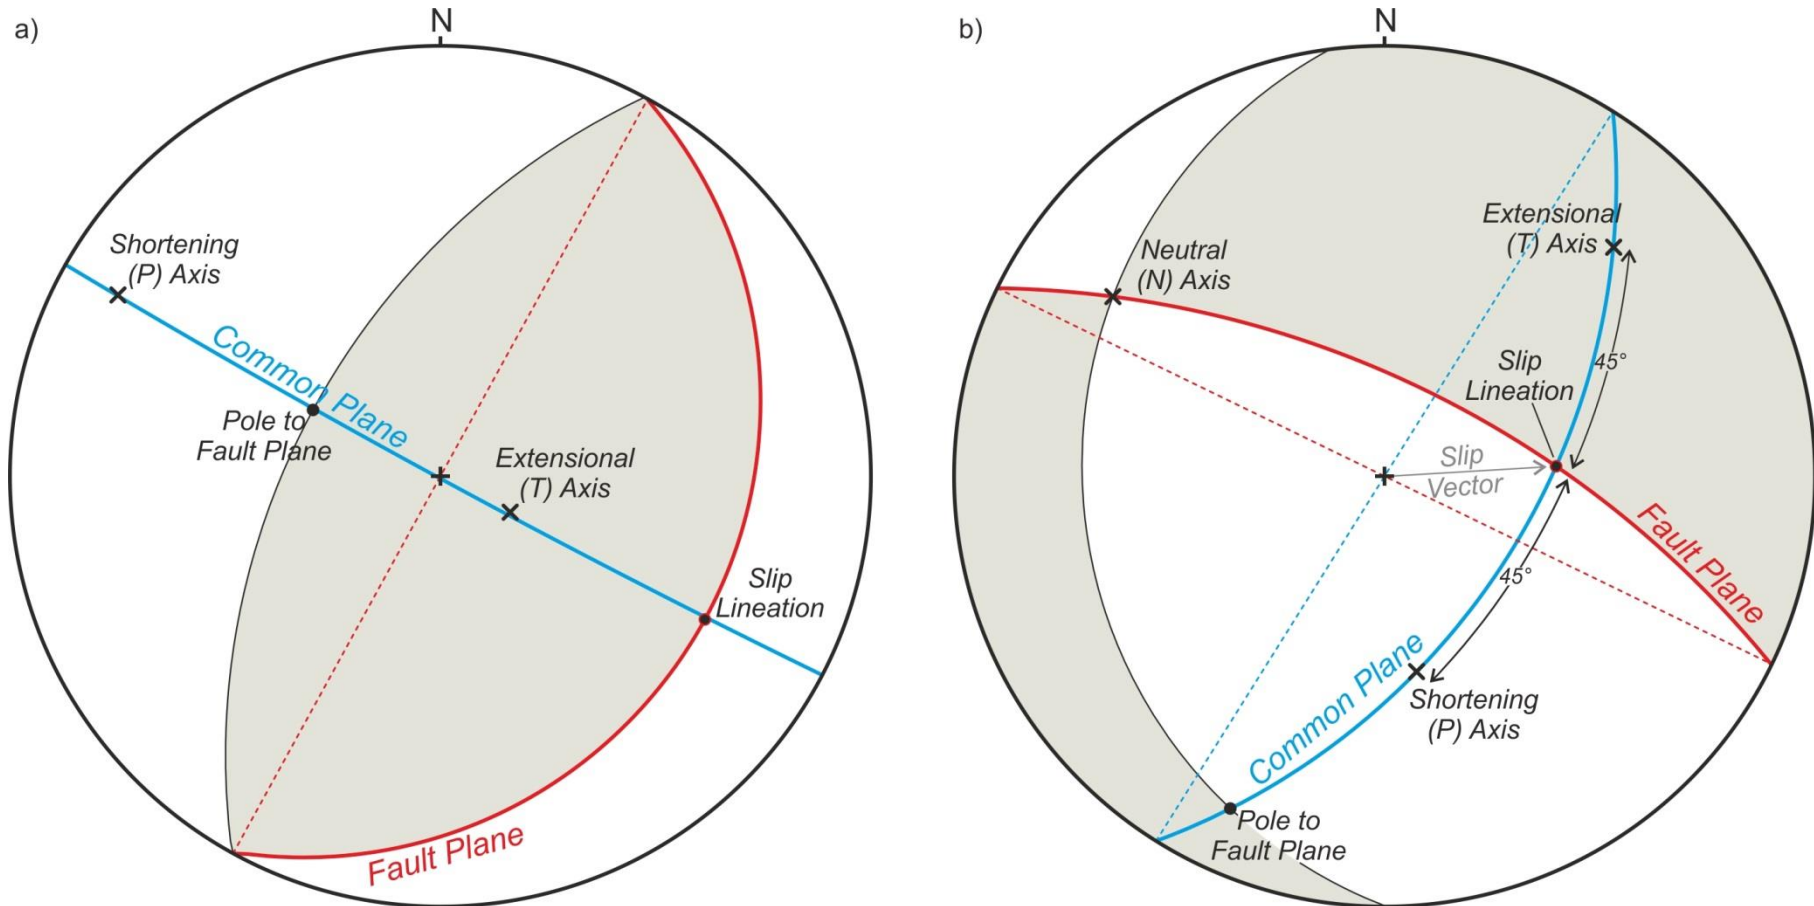 a)
N
Shortening
(P) Axis
Common Plane
Pole to
Fault Plane
Extensional
(T) Axis
Slip
Lineation
Fault Plane
b)
N
Extensional
(T) Axis
Neutral
(N) Axis
45°
Slip
Lineation
Slip
Vector
Fault Plane
45°
Common Plane
Shortening
(P) Axis
Pole to
Fault Plane